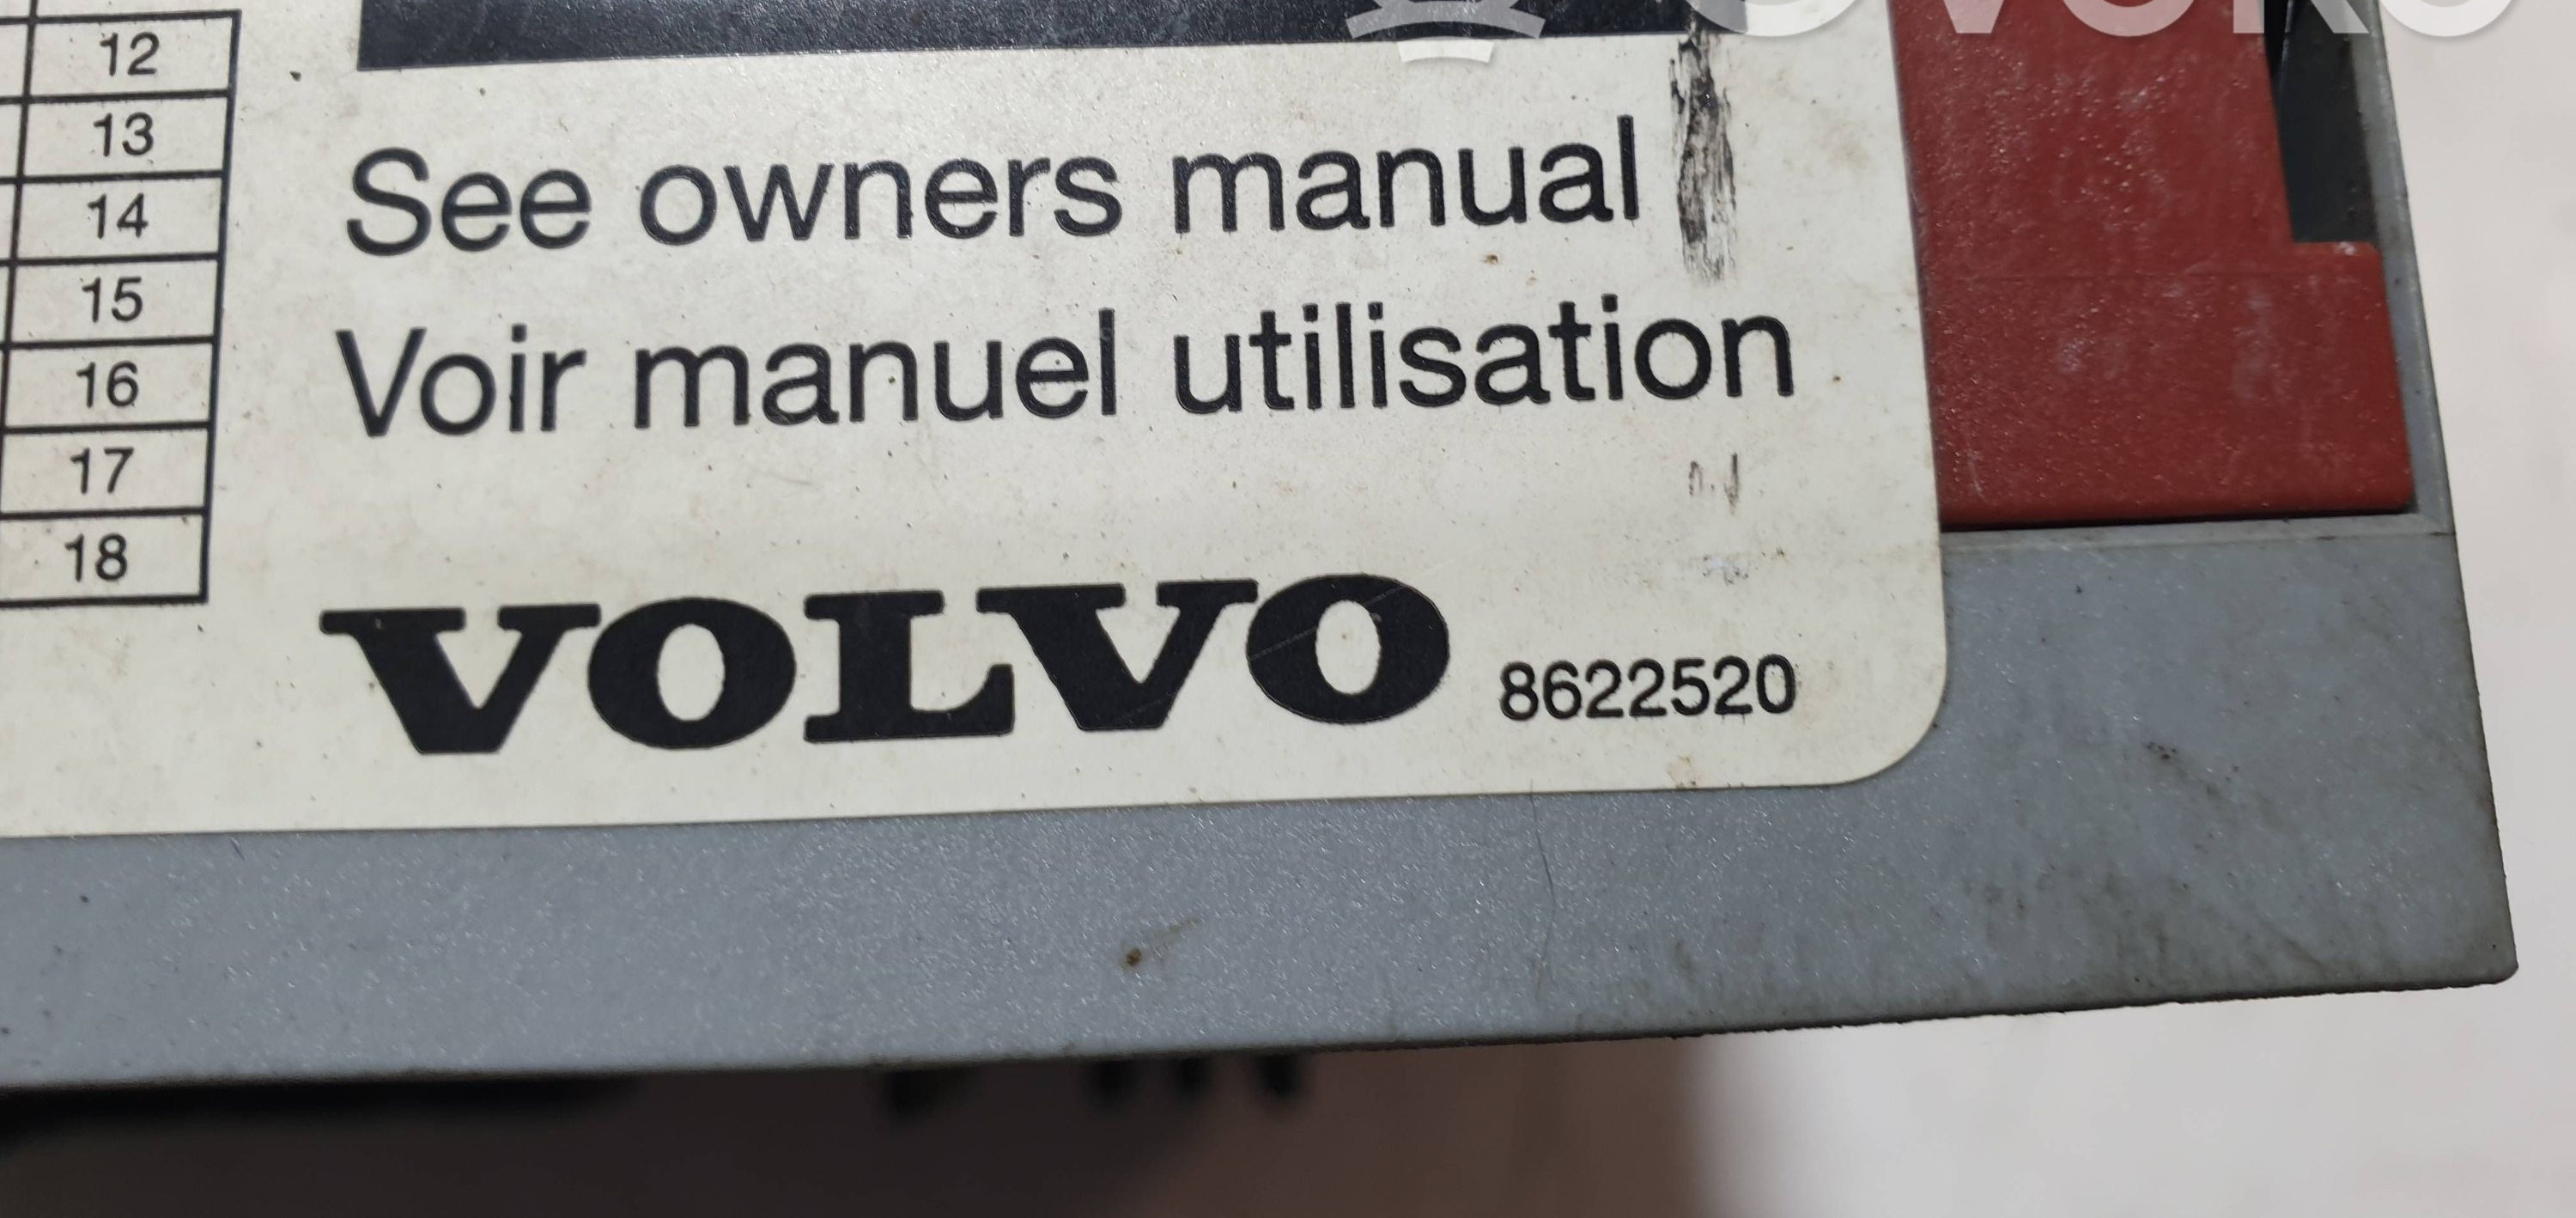 12
13
14
15
16
17
18
See owners manual
Voir manuel utilisation
VOLVO 8622520